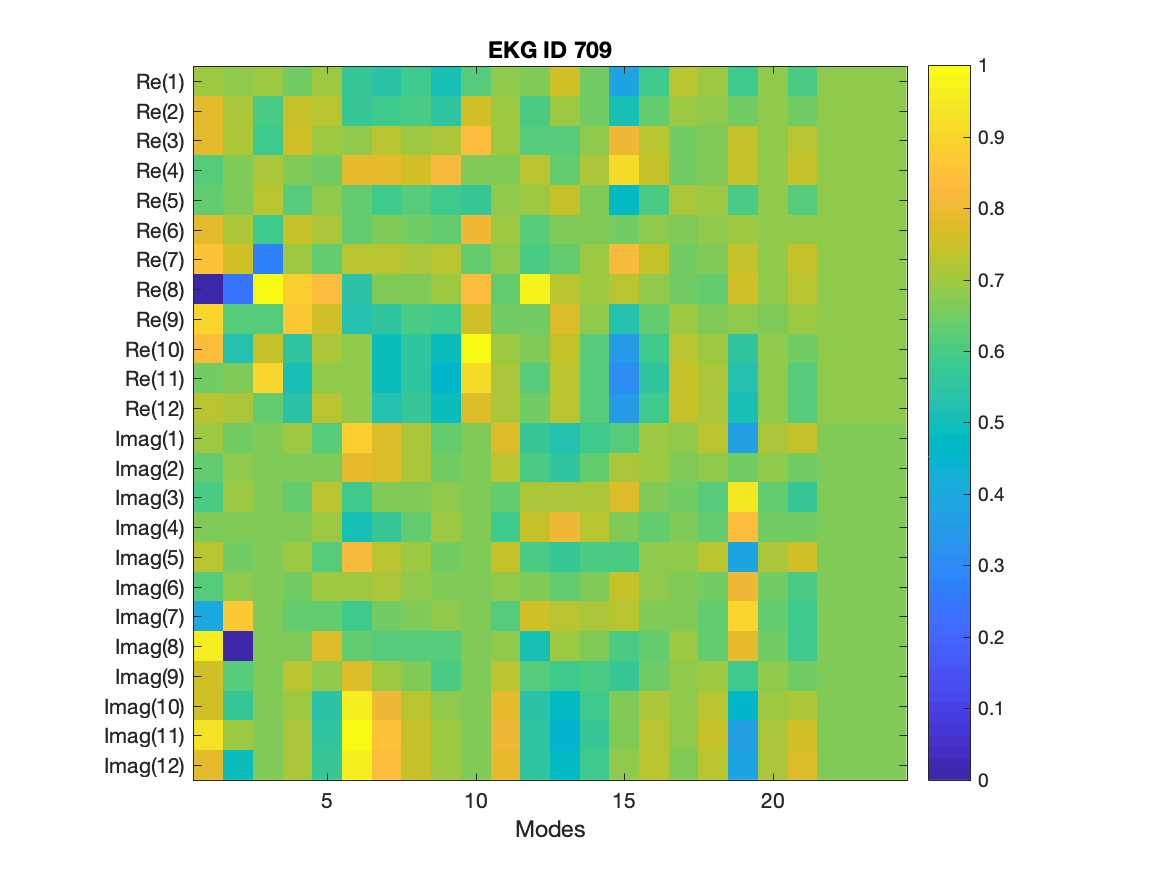 EKG ID 709
Re(1)
Re(2)
Re(3)
Re(4)
Re(5)
Re(6)
Re(7)
Re(8)
Re(9)
Re(10)
Re(11)
Re(12)
Imag(1)
Imag(2)
Imag(3)
Imag(4)
Imag(5)
Imag(6)
Imag(7)
Imag(8)
Imag(9)
Imag(10)
Imag(11)
Imag(12)
5 10 15 20
Modes
1
0.9
0.8
0.7
0.6
0.5
0.4
0.3
0.2
0.1
0